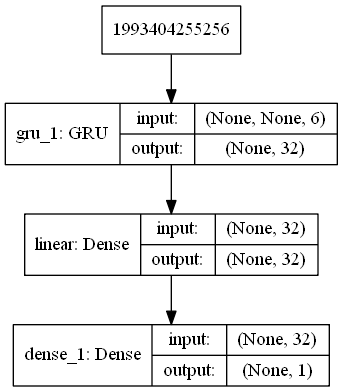 1993404255256
gru_1: GRU
input:
(None, None, 6)
output:
(None, 32)
linear: Dense
input:
(None, 32)
output:
(None, 32)
dense_1: Dense
input:
(None, 32)
output:
(None, 1)